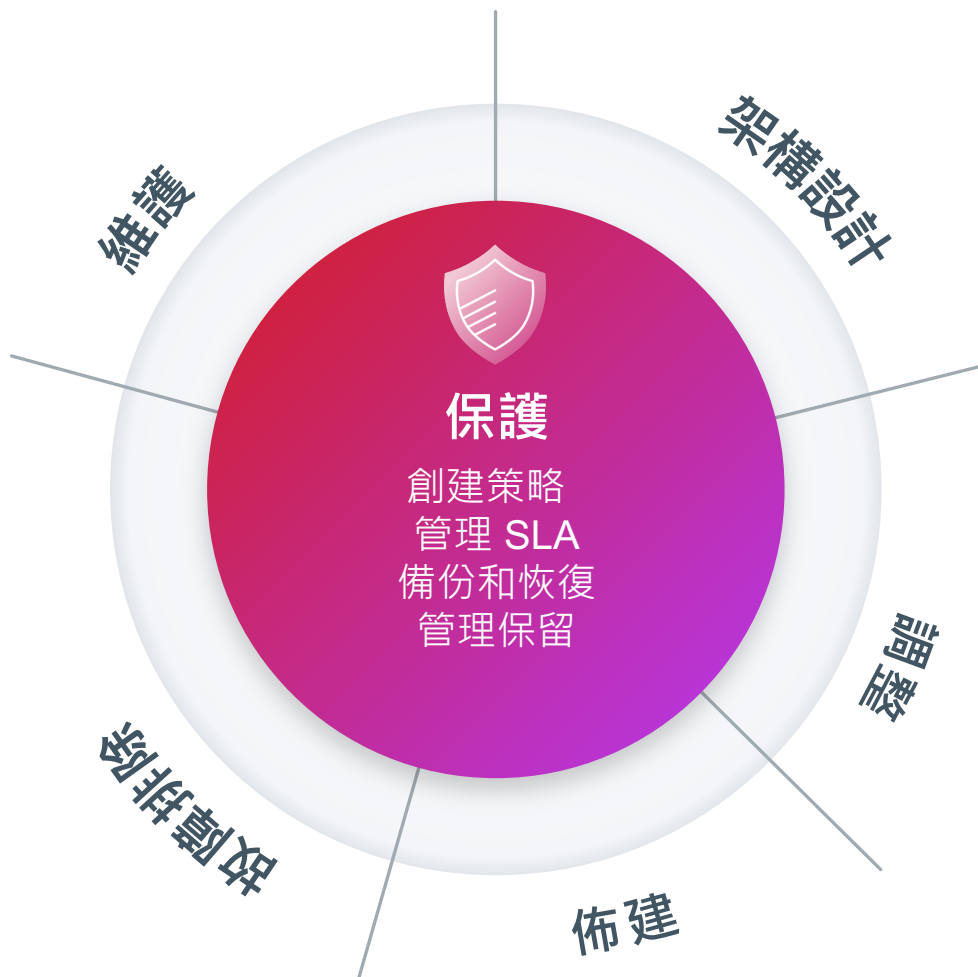 架構設計
維護
保護
創建策略
管理 SLA
備份和恢復
管理保留
調整
故障排除
佈建